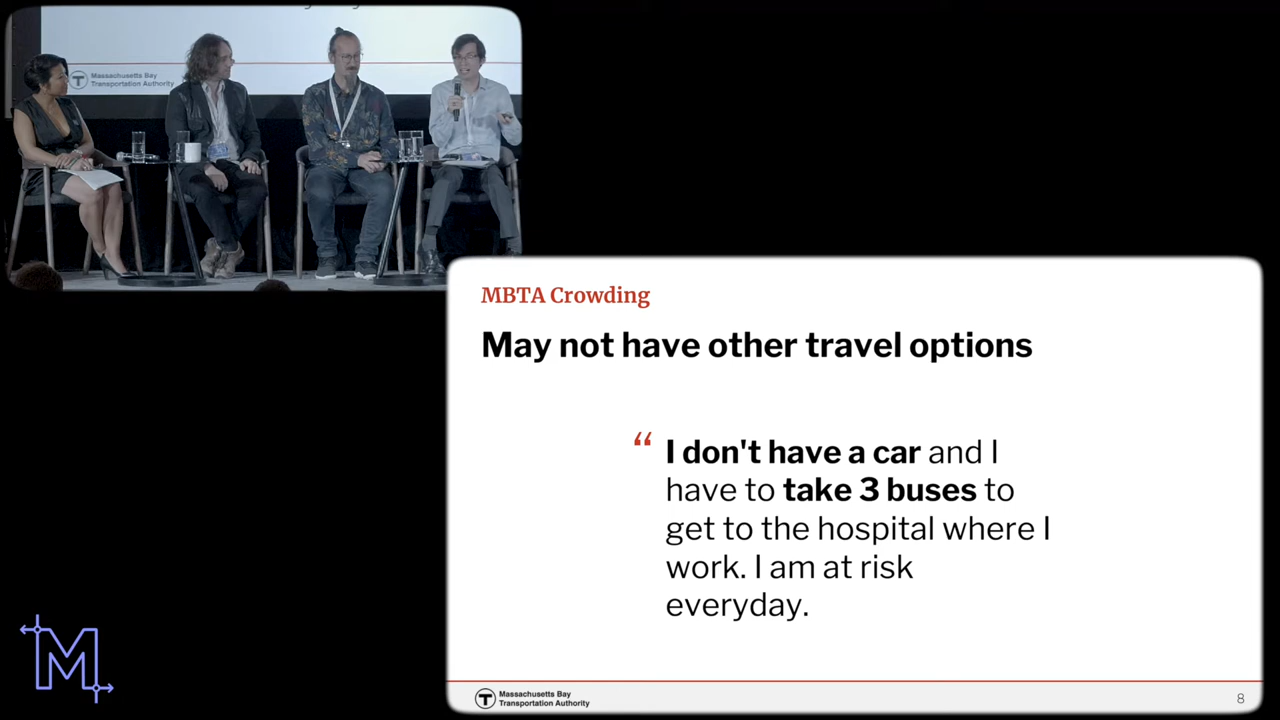 Massachusetts Bay
Transportation Authority
MBTA Crowding
May not have other travel options
“ I don't have a car and I
have to take 3 buses to
get to the hospital where I
work. I am at risk
everyday.
M
T Massachusetts Bay
Transportation Authority
8